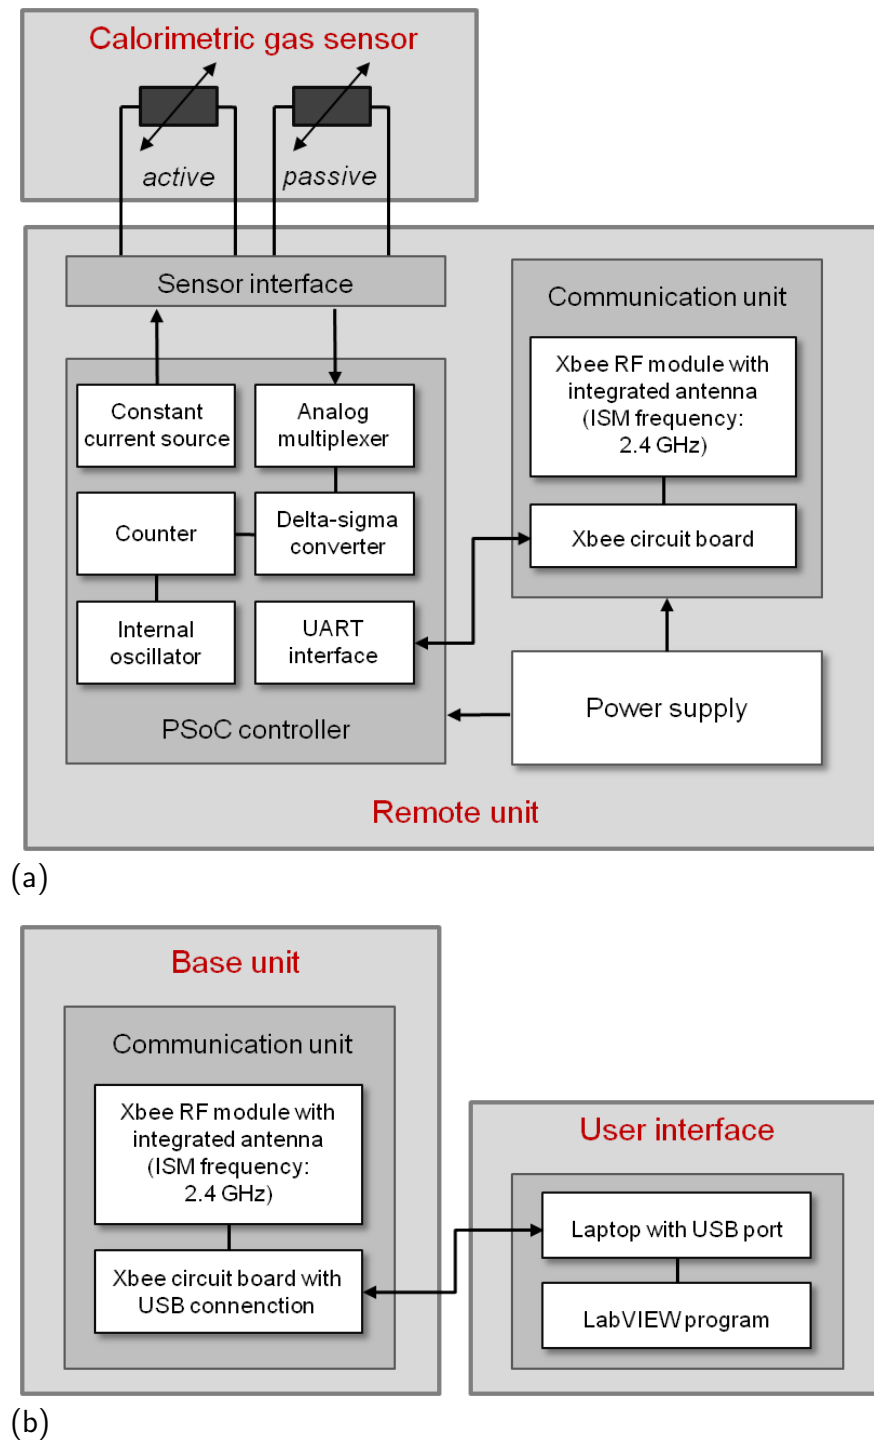 Calorimetric gas sensor
active
passive
Sensor interface
Constant
current source
Analog
multiplexer
Counter
Delta-sigma
converter
Internal
oscillator
UART
interface
PSoC controller
Communication unit
Xbee RF module with
integrated antenna
(ISM frequency:
2.4 GHz)
Xbee circuit board
Power supply
Remote unit
(a)
Base unit
Communication unit
Xbee RF module with
integrated antenna
(ISM frequency:
2.4 GHz)
Xbee circuit board with
USB connenction
User interface
Laptop with USB port
LabVIEW program
(b)